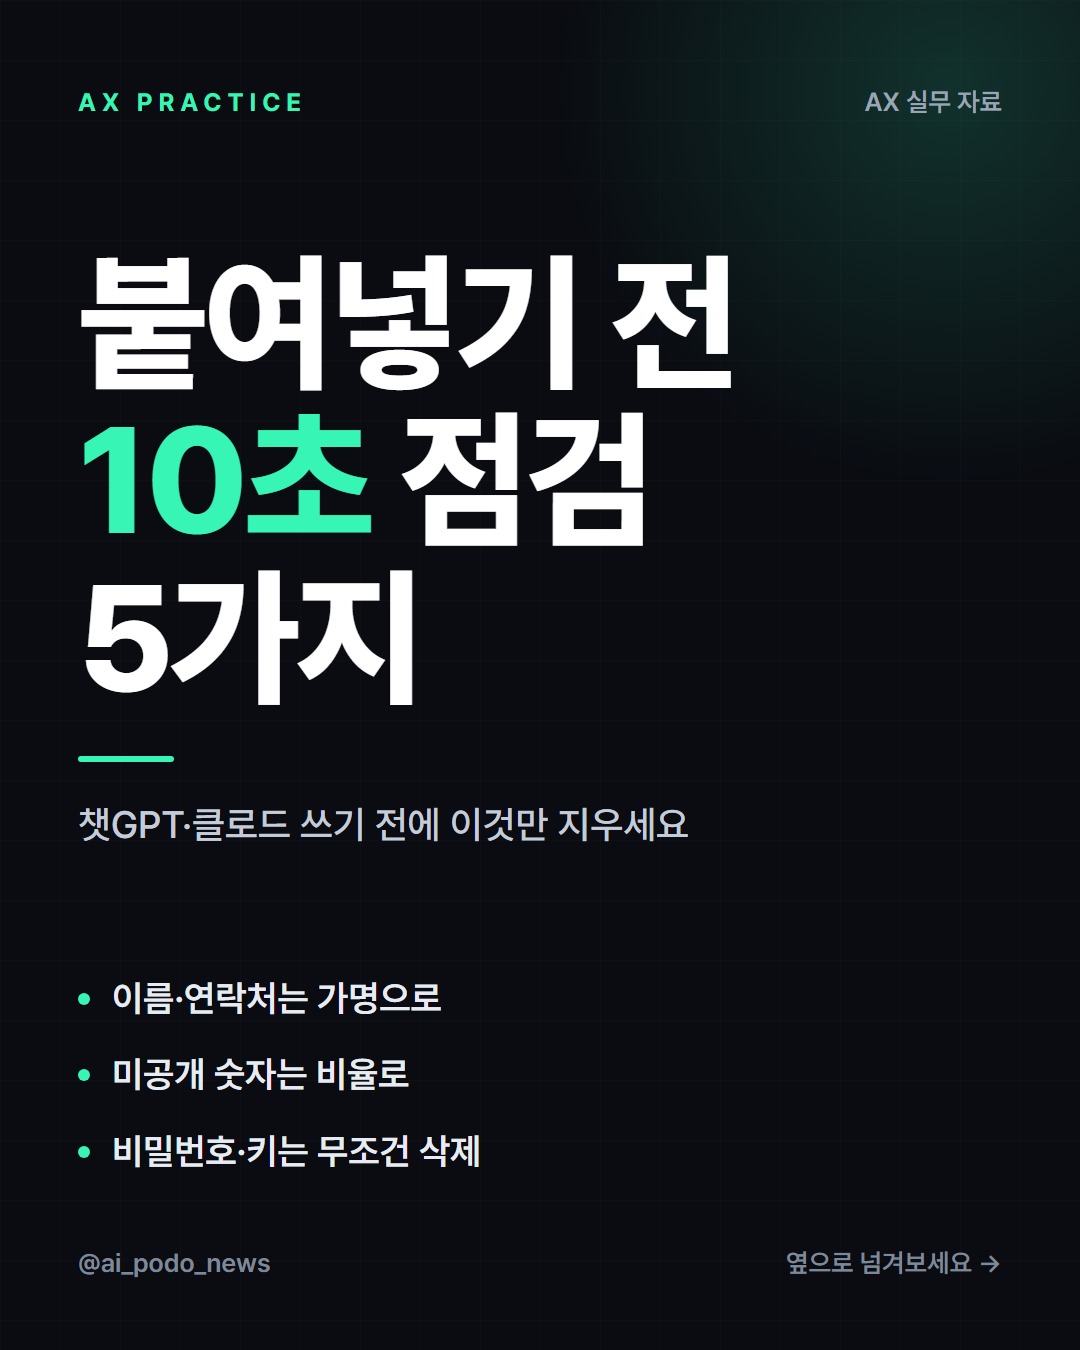 AX PRACTICE
AX 실무 자료
붙여넣기 전
10초 점검
5가지
챗GPT·클로드 쓰기 전에 이것만 지우세요
• 이름·연락처는 가명으로
• 미공개 숫자는 비율로
• 비밀번호·키는 무조건 삭제
@ai_podo_news
옆으로 넘겨보세요 →